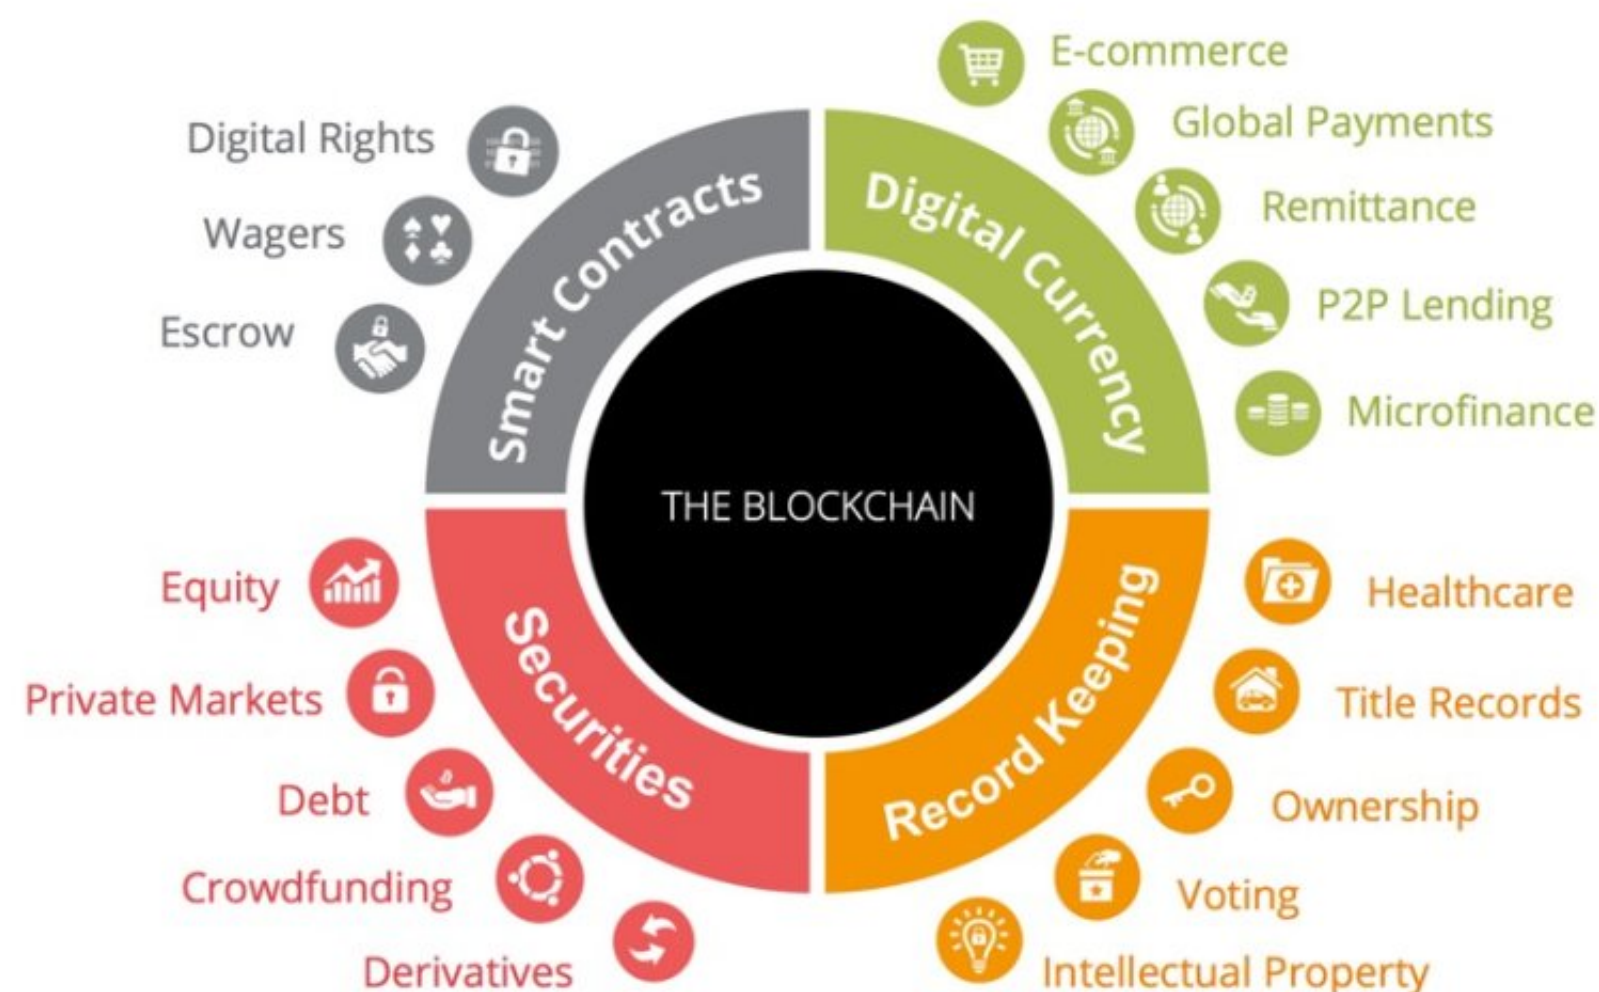 E-commerce
Global Payments
Remittance
P2P Lending
Microfinance
Digital Currency
Digital Rights
Wagers
Escrow
Smart Contracts
THE BLOCKCHAIN
Equity
Private Markets
Debt
Crowdfunding
Derivatives
Securities
Healthcare
Title Records
Ownership
Voting
Intellectual Property
Record Keeping